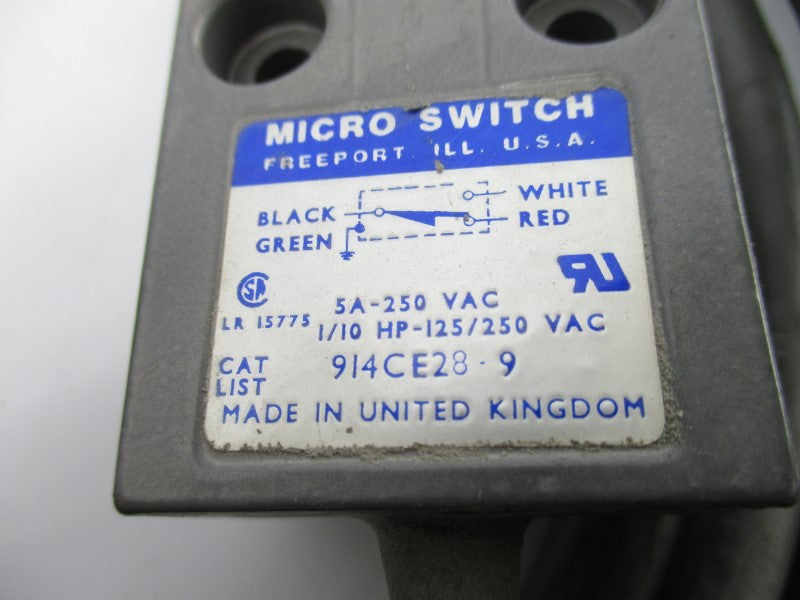 MICRO SWITCH
FREEPORT, ILL. U.S.A.
WHITE
BLACK
RED
GREEN
SA
5A-250 VAC
LR 15775
1/10 HP-125/250 VAC
CAT
LIST
914CE28-9
MADE IN UNITED KINGDOM